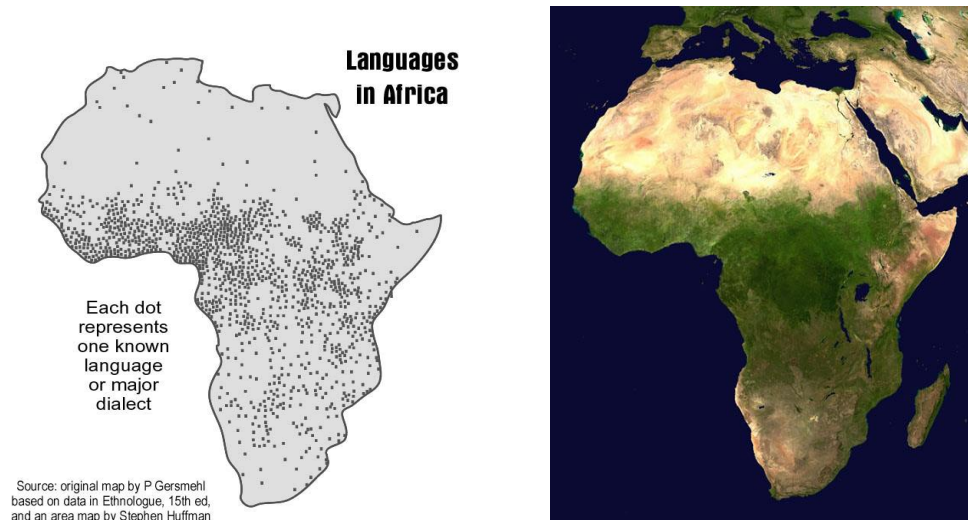 Languages
in Africa
Each dot
represents
one known
language
or major
dialect
Source: original map by P Gersmehl
based on data in Ethnologue, 15th ed,
and an area map by Stephen Huffman